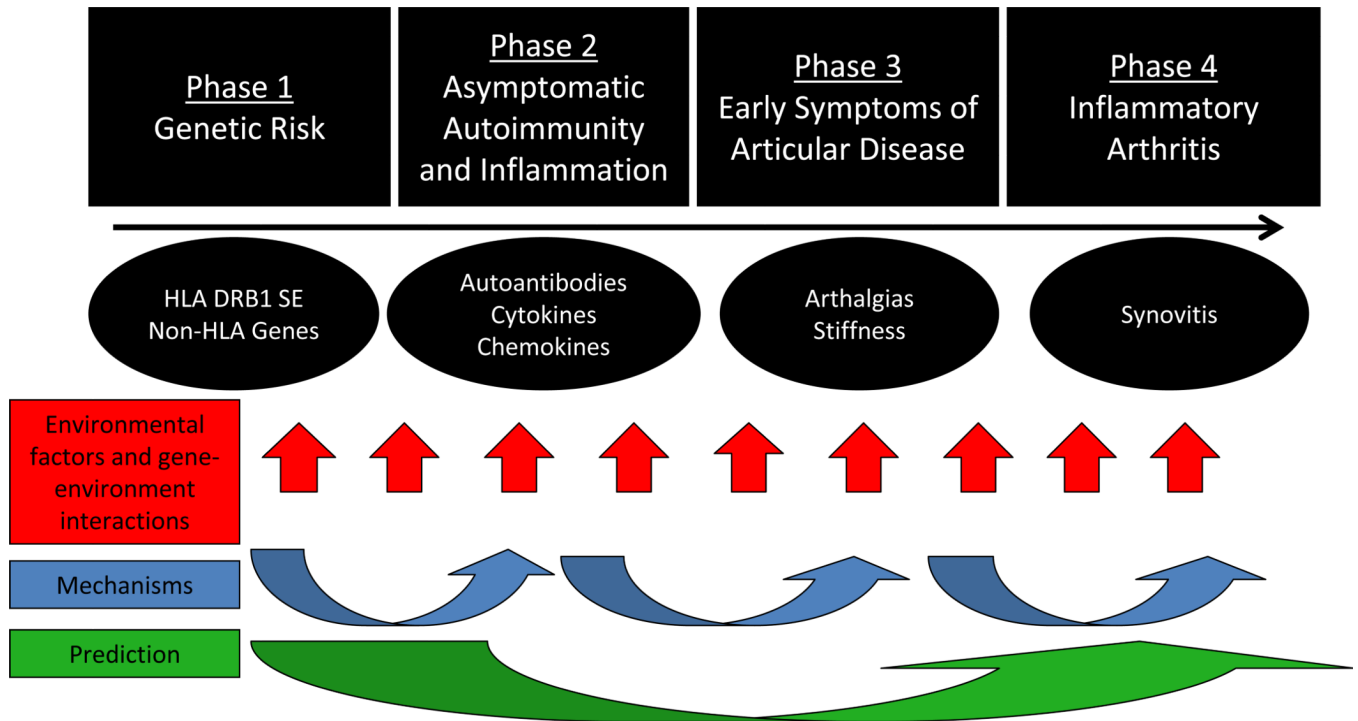 Phase 1
Genetic Risk
Phase 2
Asymptomatic
Autoimmunity
and Inflammation
Phase 3
Early Symptoms of
Articular Disease
Phase 4
Inflammatory
Arthritis
HLA DRB1 SE
Non-HLA Genes
Autoantibodies
Cytokines
Chemokines
Arthalgias
Stiffness
Synovitis
Environmental
factors and gene-
environment
interactions
Mechanisms
Prediction